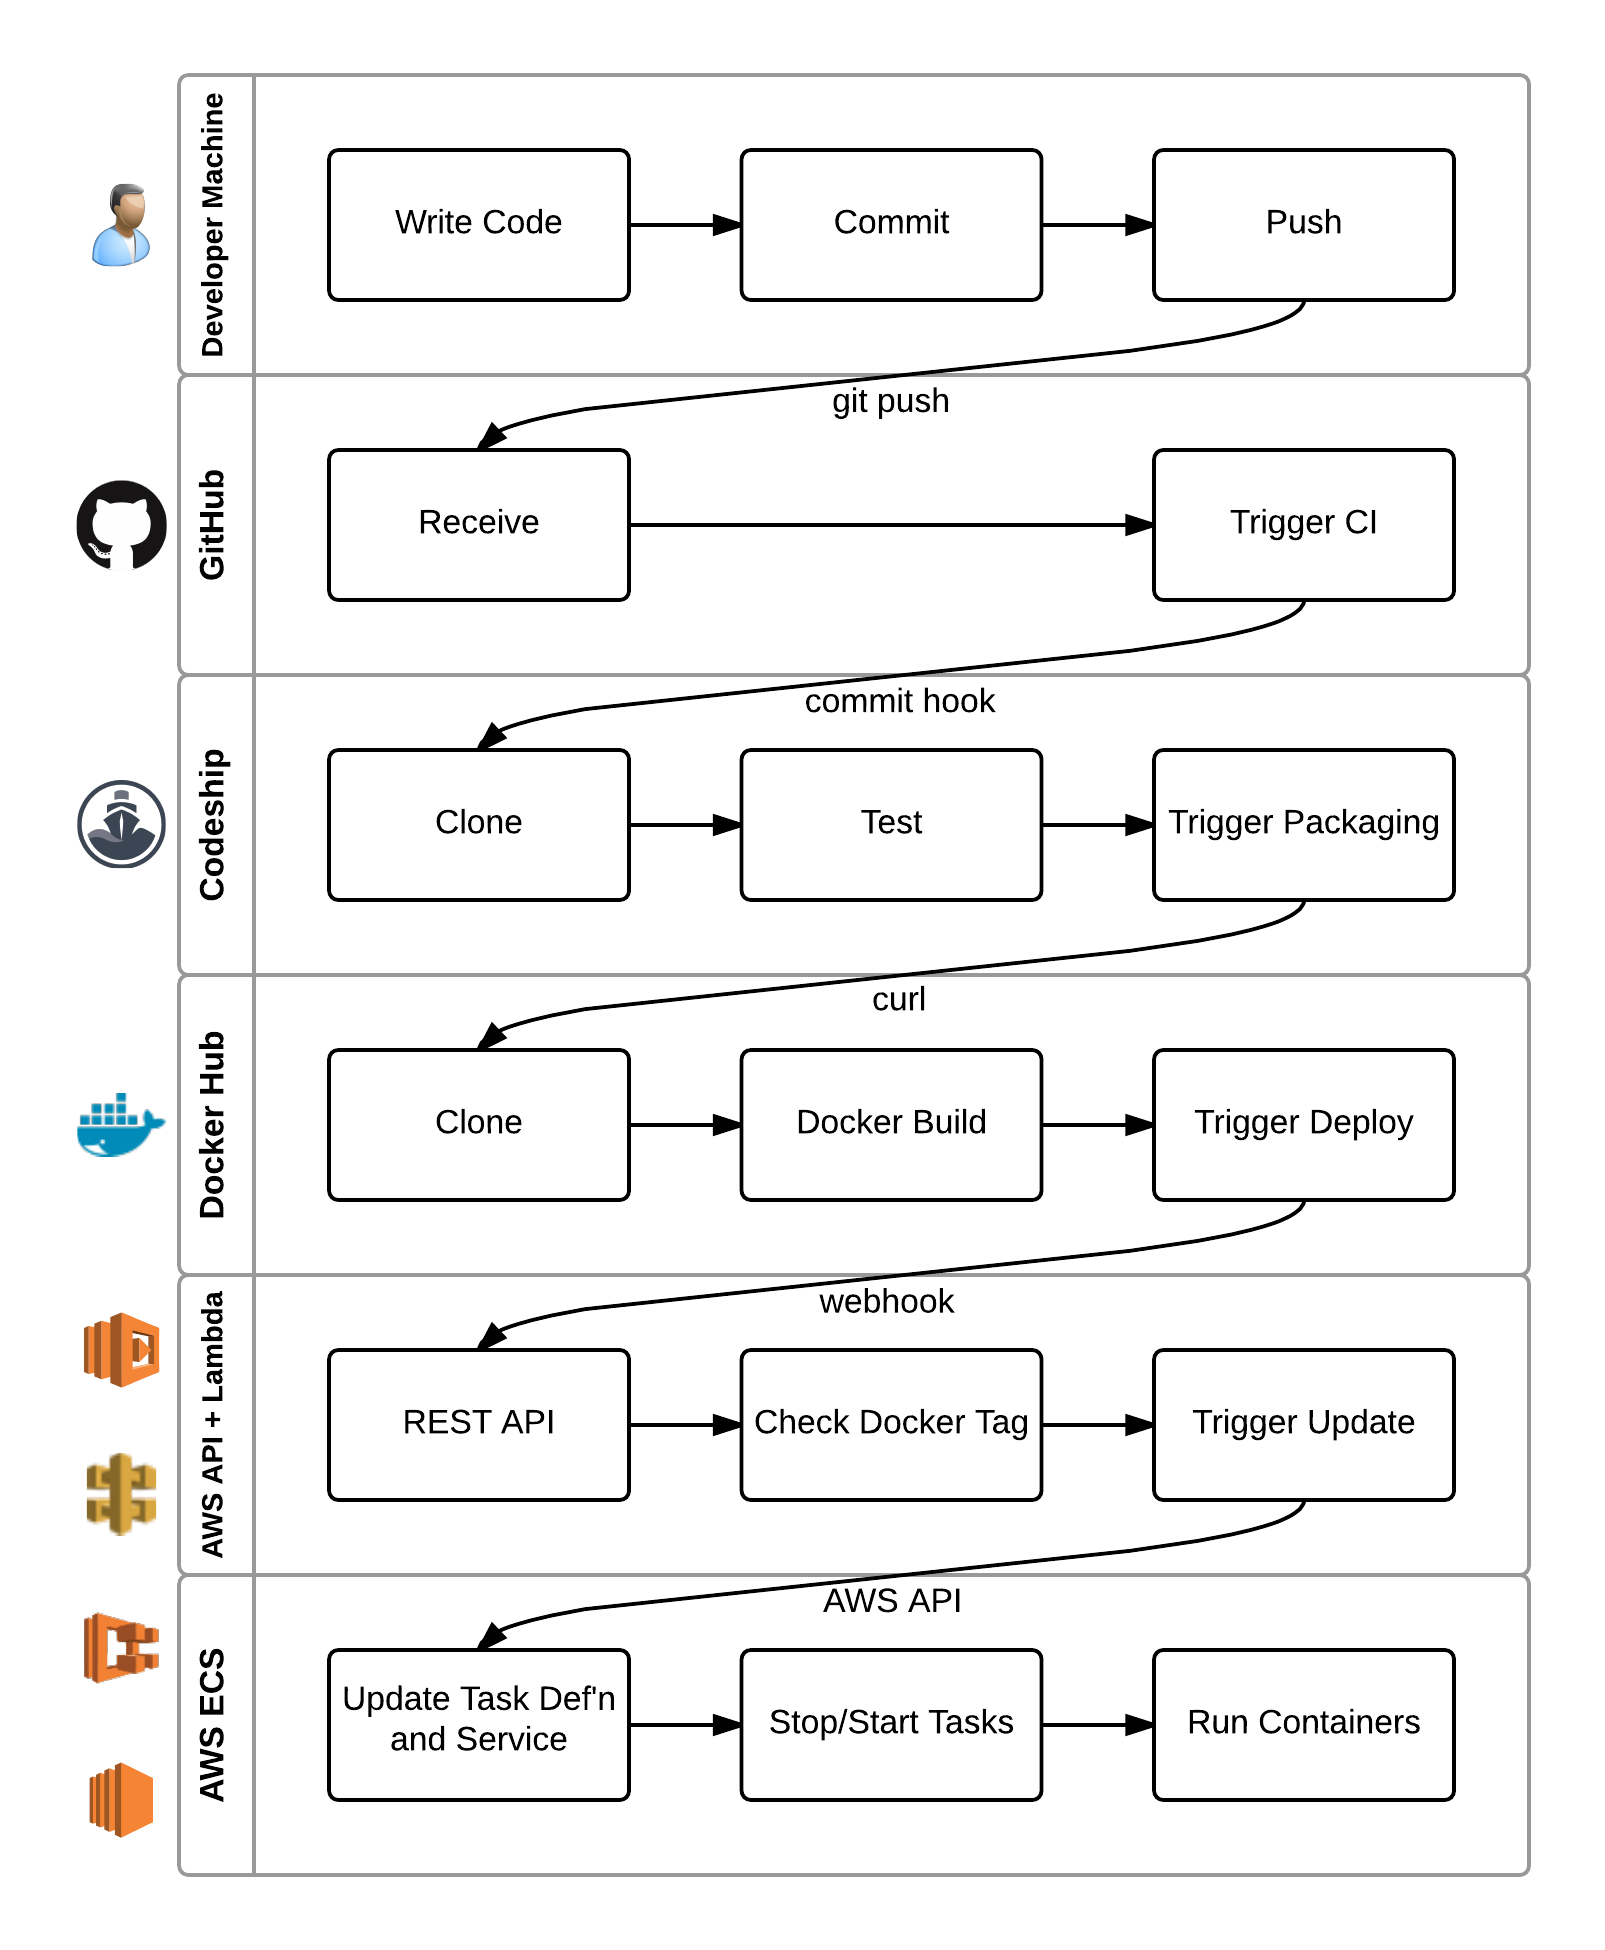 Developer Machine
Write Code
Commit
Push
git push
GitHub
Receive
Trigger CI
commit hook
Codeship
Clone
Test
Trigger Packaging
curl
Docker Hub
Clone
Docker Build
Trigger Deploy
webhook
AWS API + Lambda
REST API
Check Docker Tag
Trigger Update
AWS API
AWS ECS
Update Task Def'n
and Service
Stop/Start Tasks
Run Containers